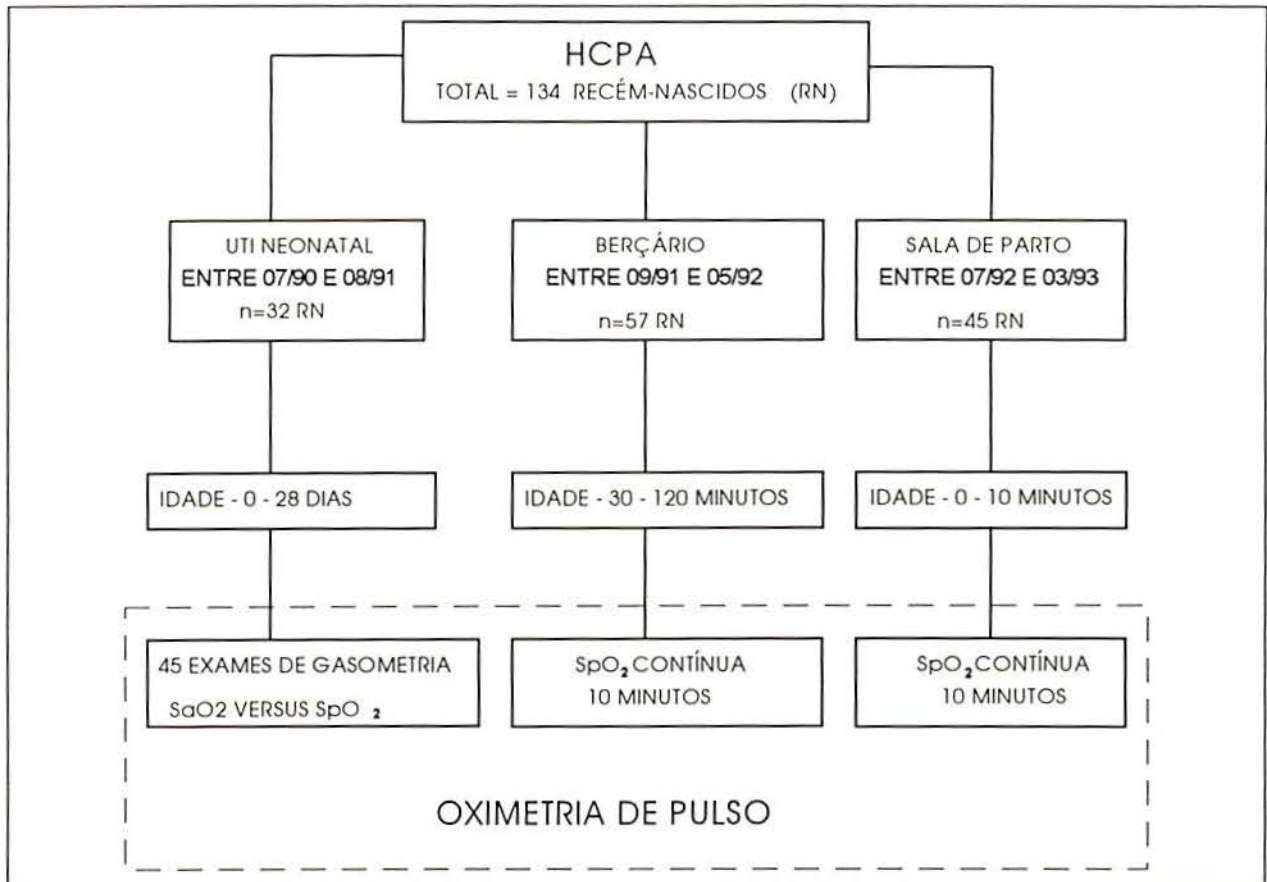 HCPA
TOTAL = 134 RECÉM-NASCIDOS (RN)
UTI NEONATAL
ENTRE 07/90 E 08/91
n=32 RN
BERÇÁRIO
ENTRE 09/91 E 05/92
n=57 RN
SALA DE PARTO
ENTRE 07/92 E 03/93
n=45 RN
IDADE - 0 - 28 DIAS
IDADE - 30 - 120 MINUTOS
IDADE - 0 - 10 MINUTOS
45 EXAMES DE GASOMETRIA
SaO2 VERSUS SpO₂
SpO₂ CONTÍNUA
10 MINUTOS
SpO₂ CONTÍNUA
10 MINUTOS
OXIMETRIA DE PULSO